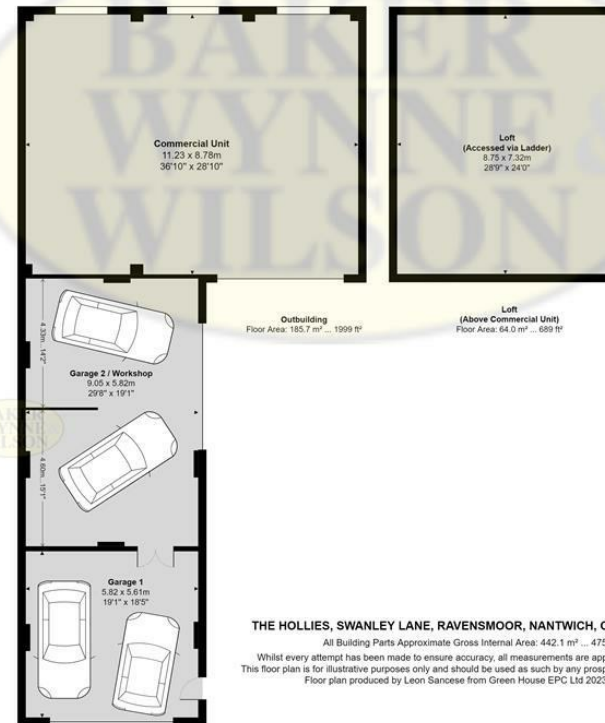 BAKER
WYNNE &
WILSON
Commercial Unit
11.23 x 8.78m
36'10" x 28'10"
Loft
(Accessed via Ladder)
8.75 x 7.32m
28'9" x 24'0"
Outbuilding
Floor Area: 185.7 m² ... 1999 ft²
Loft
(Above Commercial Unit)
Floor Area: 64.0 m² ... 689 ft²
4.33m 14'2"
Garage 2 / Workshop
9.05 x 5.82m
29'8" x 19'1"
BAKER
WYNNE &
WILSON
4.60m 15'1"
Garage 1
5.82 x 5.61m
19'1" x 18'5"
THE HOLLIES, SWANLEY LANE, RAVENSMOOR, NANTWICH, C
All Building Parts Approximate Gross Internal Area: 442.1 m² ... 475
Whilst every attempt has been made to ensure accuracy, all measurements are app
This floor plan is for illustrative purposes only and should be used as such by any prosp
Floor plan produced by Leon Sancese from Green House EPC Ltd 2023